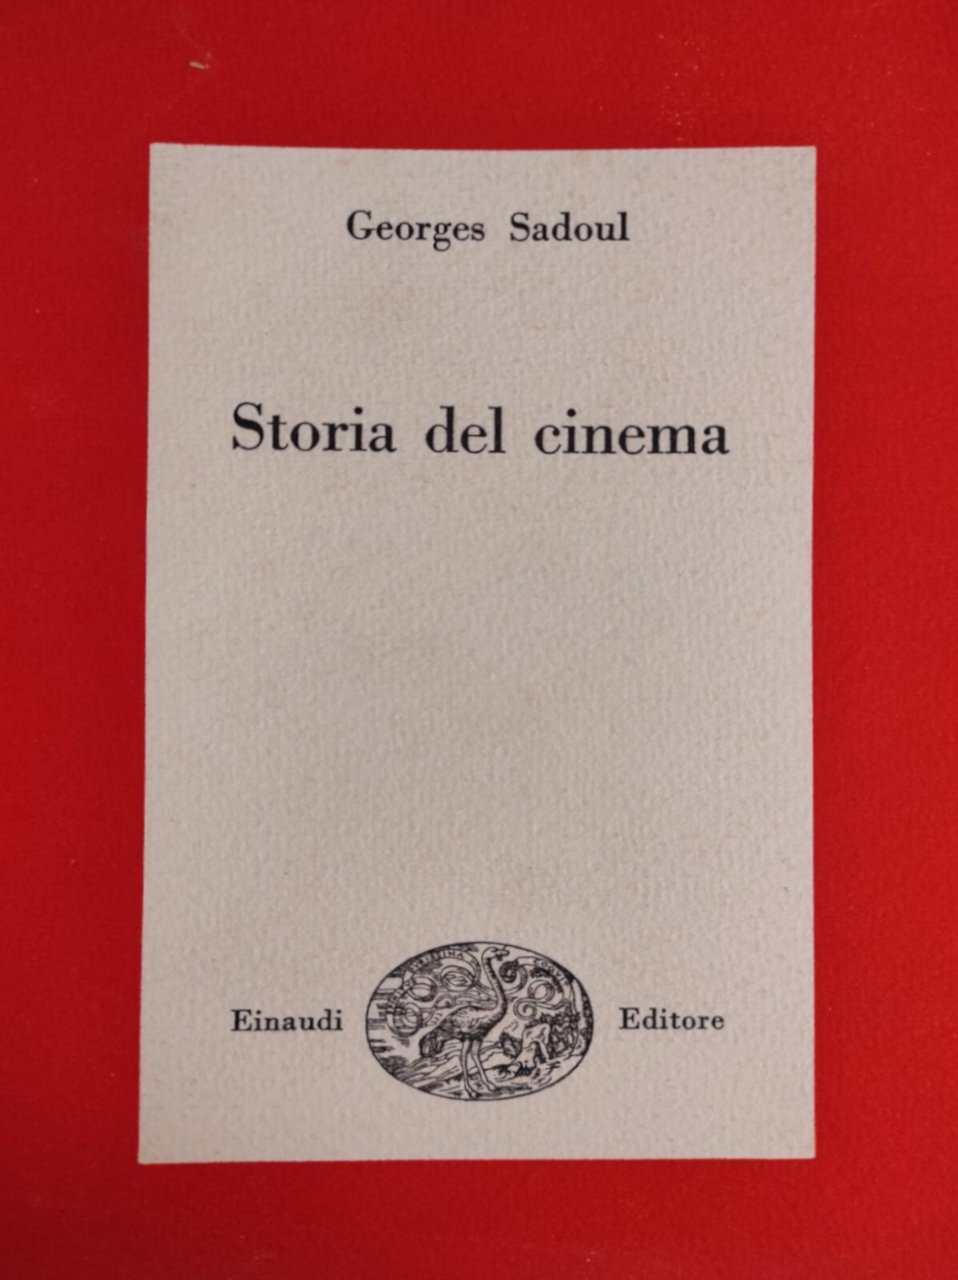 Georges Sadoul
Storia del cinema
Einaudi
Editore